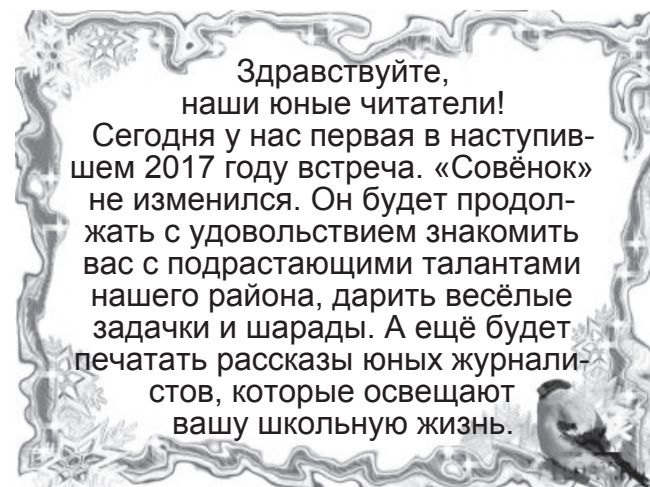 Здравствуйте,
наши юные читатели!
Сегодня у нас первая в наступив-
шем 2017 году встреча. «Совёнок»
не изменился. Он будет продол-
жать с удовольствием знакомить
вас с подрастающими талантами
нашего района, дарить весёлые
задачки и шарады. А ещё будет
печатать рассказы юных журнали-
стов, которые освещают
вашу школьную жизнь.